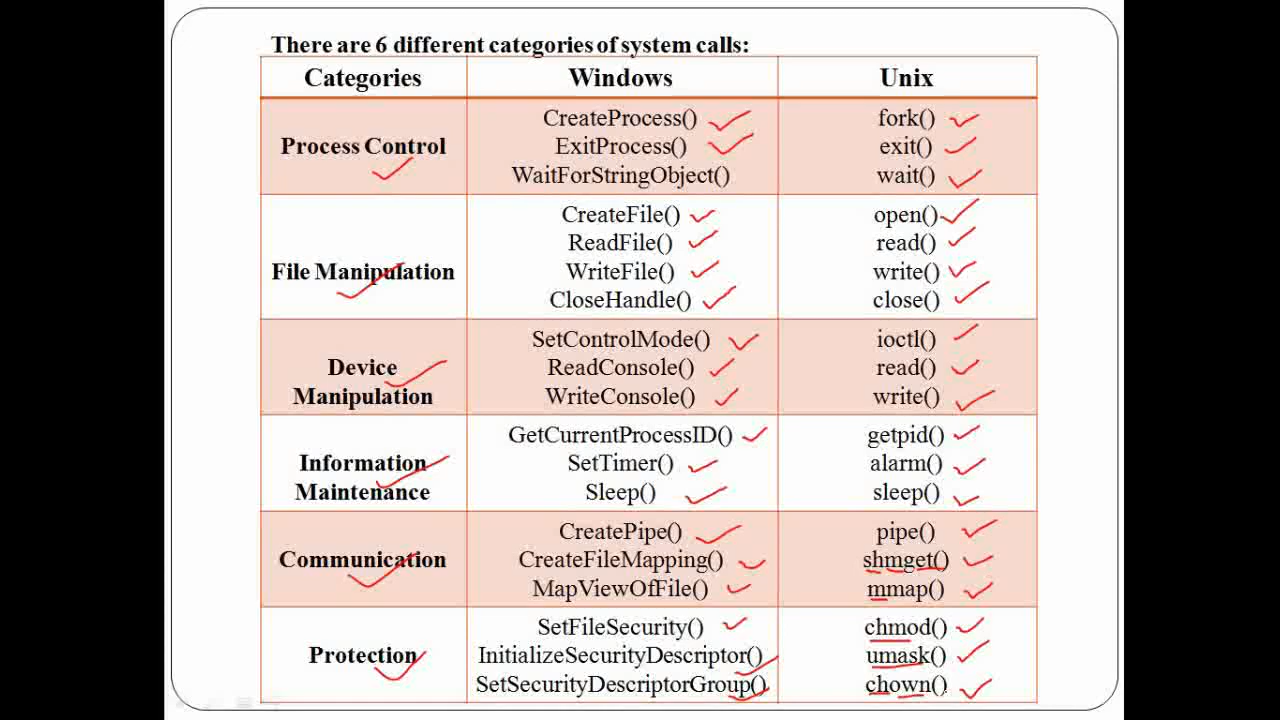 There are 6 different categories of system calls:
Categories Windows Unix
Process Control
CreateProcess() fork()
ExitProcess() exit()
WaitForStringObject() wait()
File Manipulation
CreateFile() open()
ReadFile() read()
WriteFile() write()
CloseHandle() close()
Device
Manipulation
SetControlMode() ioctl()
ReadConsole() read()
WriteConsole() write()
Information
Maintenance
GetCurrentProcessID() getpid()
SetTimer() alarm()
Sleep() sleep()
Communication
CreatePipe() pipe()
CreateFileMapping() shmget()
MapViewOfFile() mmap()
Protection
SetFileSecurity() chmod()
InitializeSecurityDescriptor() umask()
SetSecurityDescriptorGroup() chown()